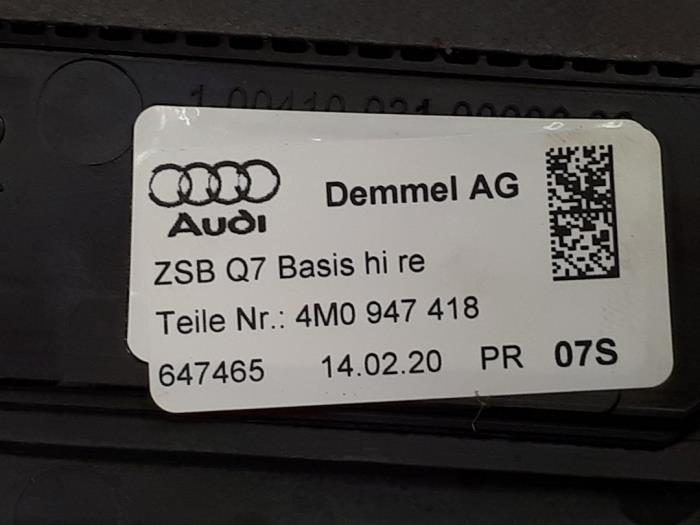 Audi
Demmel AG
ZSB Q7 Basis hi re
Teile Nr.: 4M0 947 418
647465 14.02.20 PR 07S